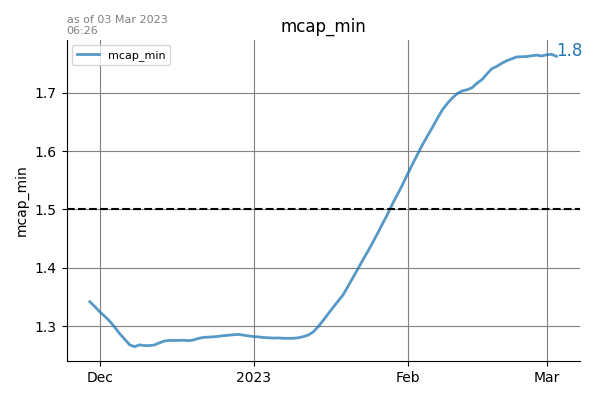 as of 03 Mar 2023
06:26
mcap_min
mcap_min
1.8
1.7
1.6
1.5
1.4
1.3
mcap_min
Dec
2023
Feb
Mar